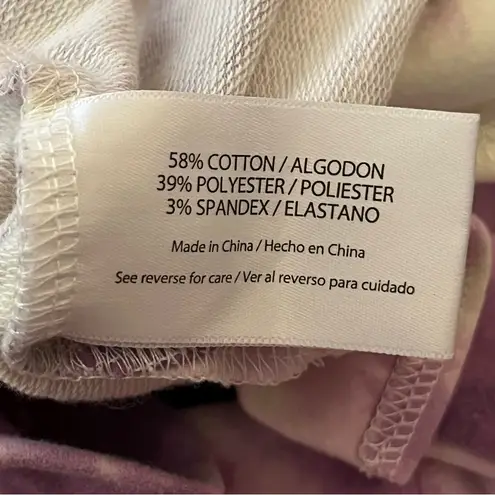 58% COTTON / ALGODON
39% POLYESTER / POLIESTER
3% SPANDEX / ELASTANO
Made in China / Hecho en China
See reverse for care / Ver al reverso para cuidado